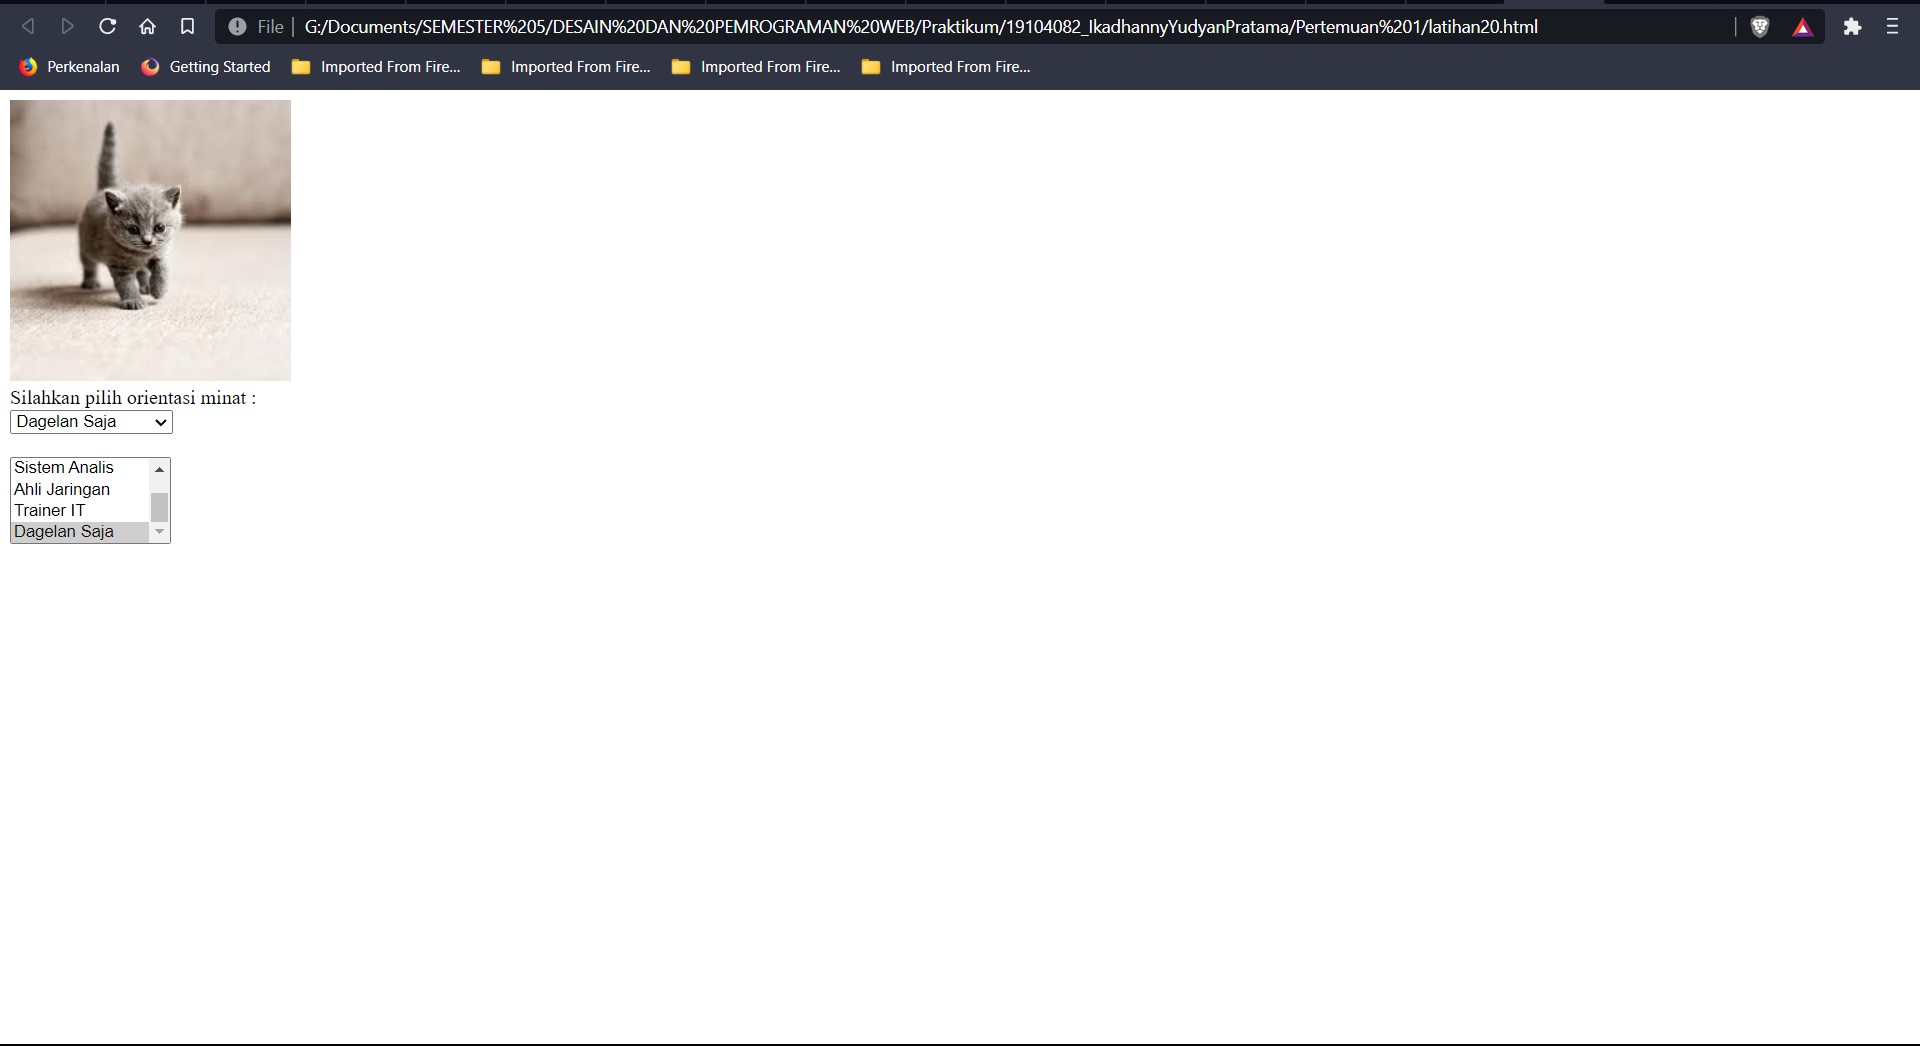 File | G:/Documents/SEMESTER%205/DESAIN%20DAN%20PEMROGRAMAN%20WEB/Praktikum/19104082_IkadhannyYudyanPratama/Pertemuan%201/latihan20.html
Perkenalan Getting Started Imported From Fire... Imported From Fire... Imported From Fire... Imported From Fire...
Silahkan pilih orientasi minat :
Dagelan Saja
Sistem Analis
Ahli Jaringan
Trainer IT
Dagelan Saja